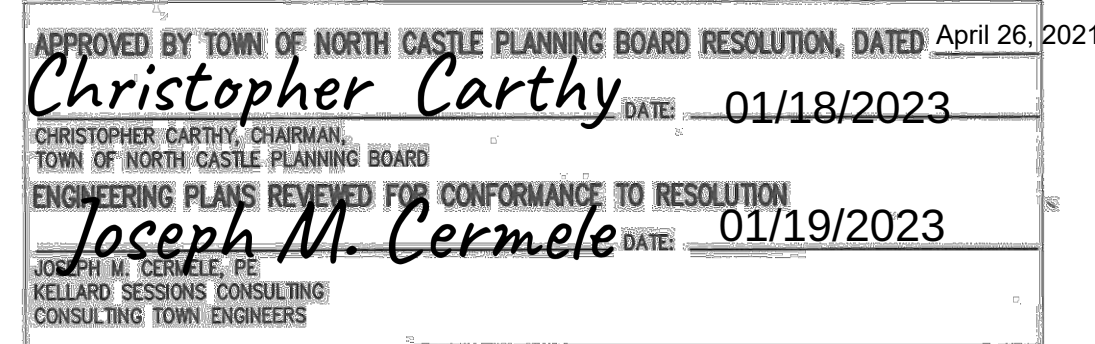 APPROVED BY TOWN OF NORTH CASTLE PLANNING BOARD RESOLUTION, DATED April 26, 2021
Christopher Carthy DATE: 01/18/2023
CHRISTOPHER CARTHY, CHAIRMAN,
TOWN OF NORTH CASTLE PLANNING BOARD
ENGINEERING PLANS REVIEWED FOR CONFORMANCE TO RESOLUTION
Joseph M. Cermele DATE: 01/19/2023
JOSEPH M. CERMELE, PE
KELLARD SESSIONS CONSULTING
CONSULTING TOWN ENGINEERS